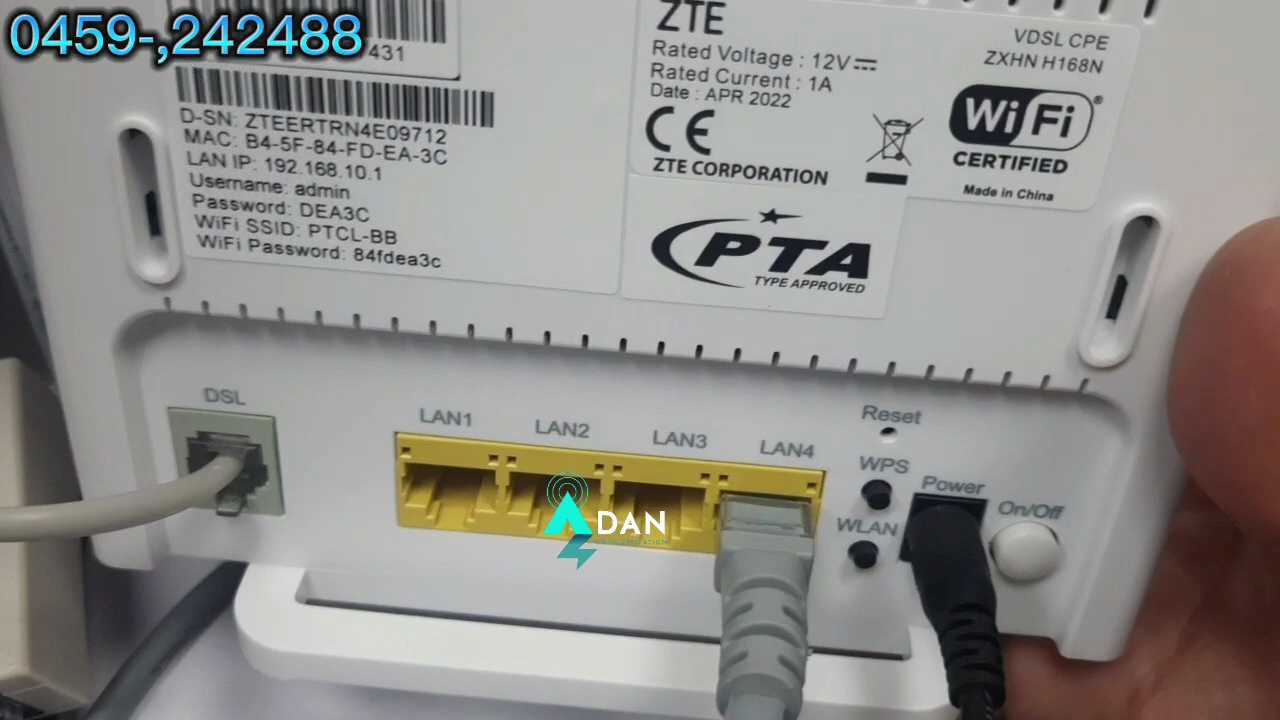 0459-,242488
431
D-SN: ZTEERTRN4E09712
MAC: B4-5F-84-FD-EA-3C
LAN IP: 192.168.10.1
Username: admin
Password: DEA3C
WiFi SSID: PTCL-BB
WiFi Password: 84fdea3c
ZTE
Rated Voltage : 12V
Rated Current : 1A
Date : APR 2022
CE
ZTE CORPORATION
VDSL CPE
ZXHN H168N
WiFi®
CERTIFIED
Made in China
PTA
TYPE APPROVED
DSL
LAN1
LAN2
LAN3
LAN4
Reset
WPS
WLAN
Power
On/Off
ADAN